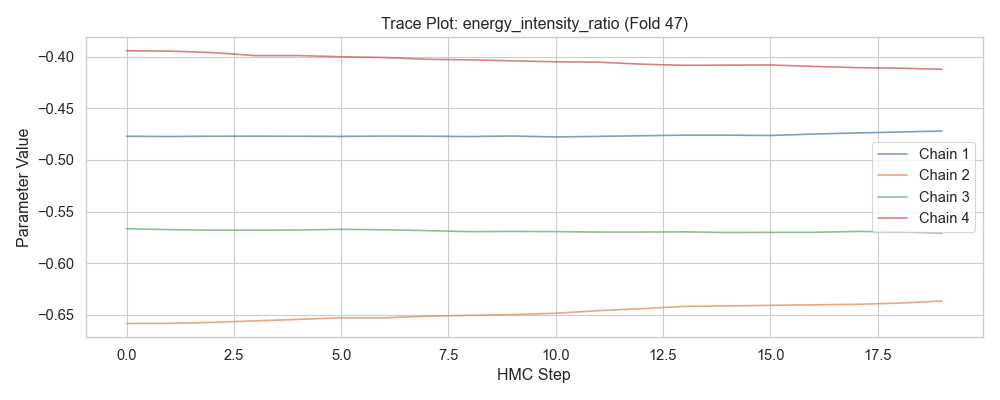 Trace Plot: energy_intensity_ratio (Fold 47)
Parameter Value
−0.40
−0.45
−0.50
−0.55
−0.60
−0.65
Chain 1
Chain 2
Chain 3
Chain 4
0.0 2.5 5.0 7.5 10.0 12.5 15.0 17.5
HMC Step